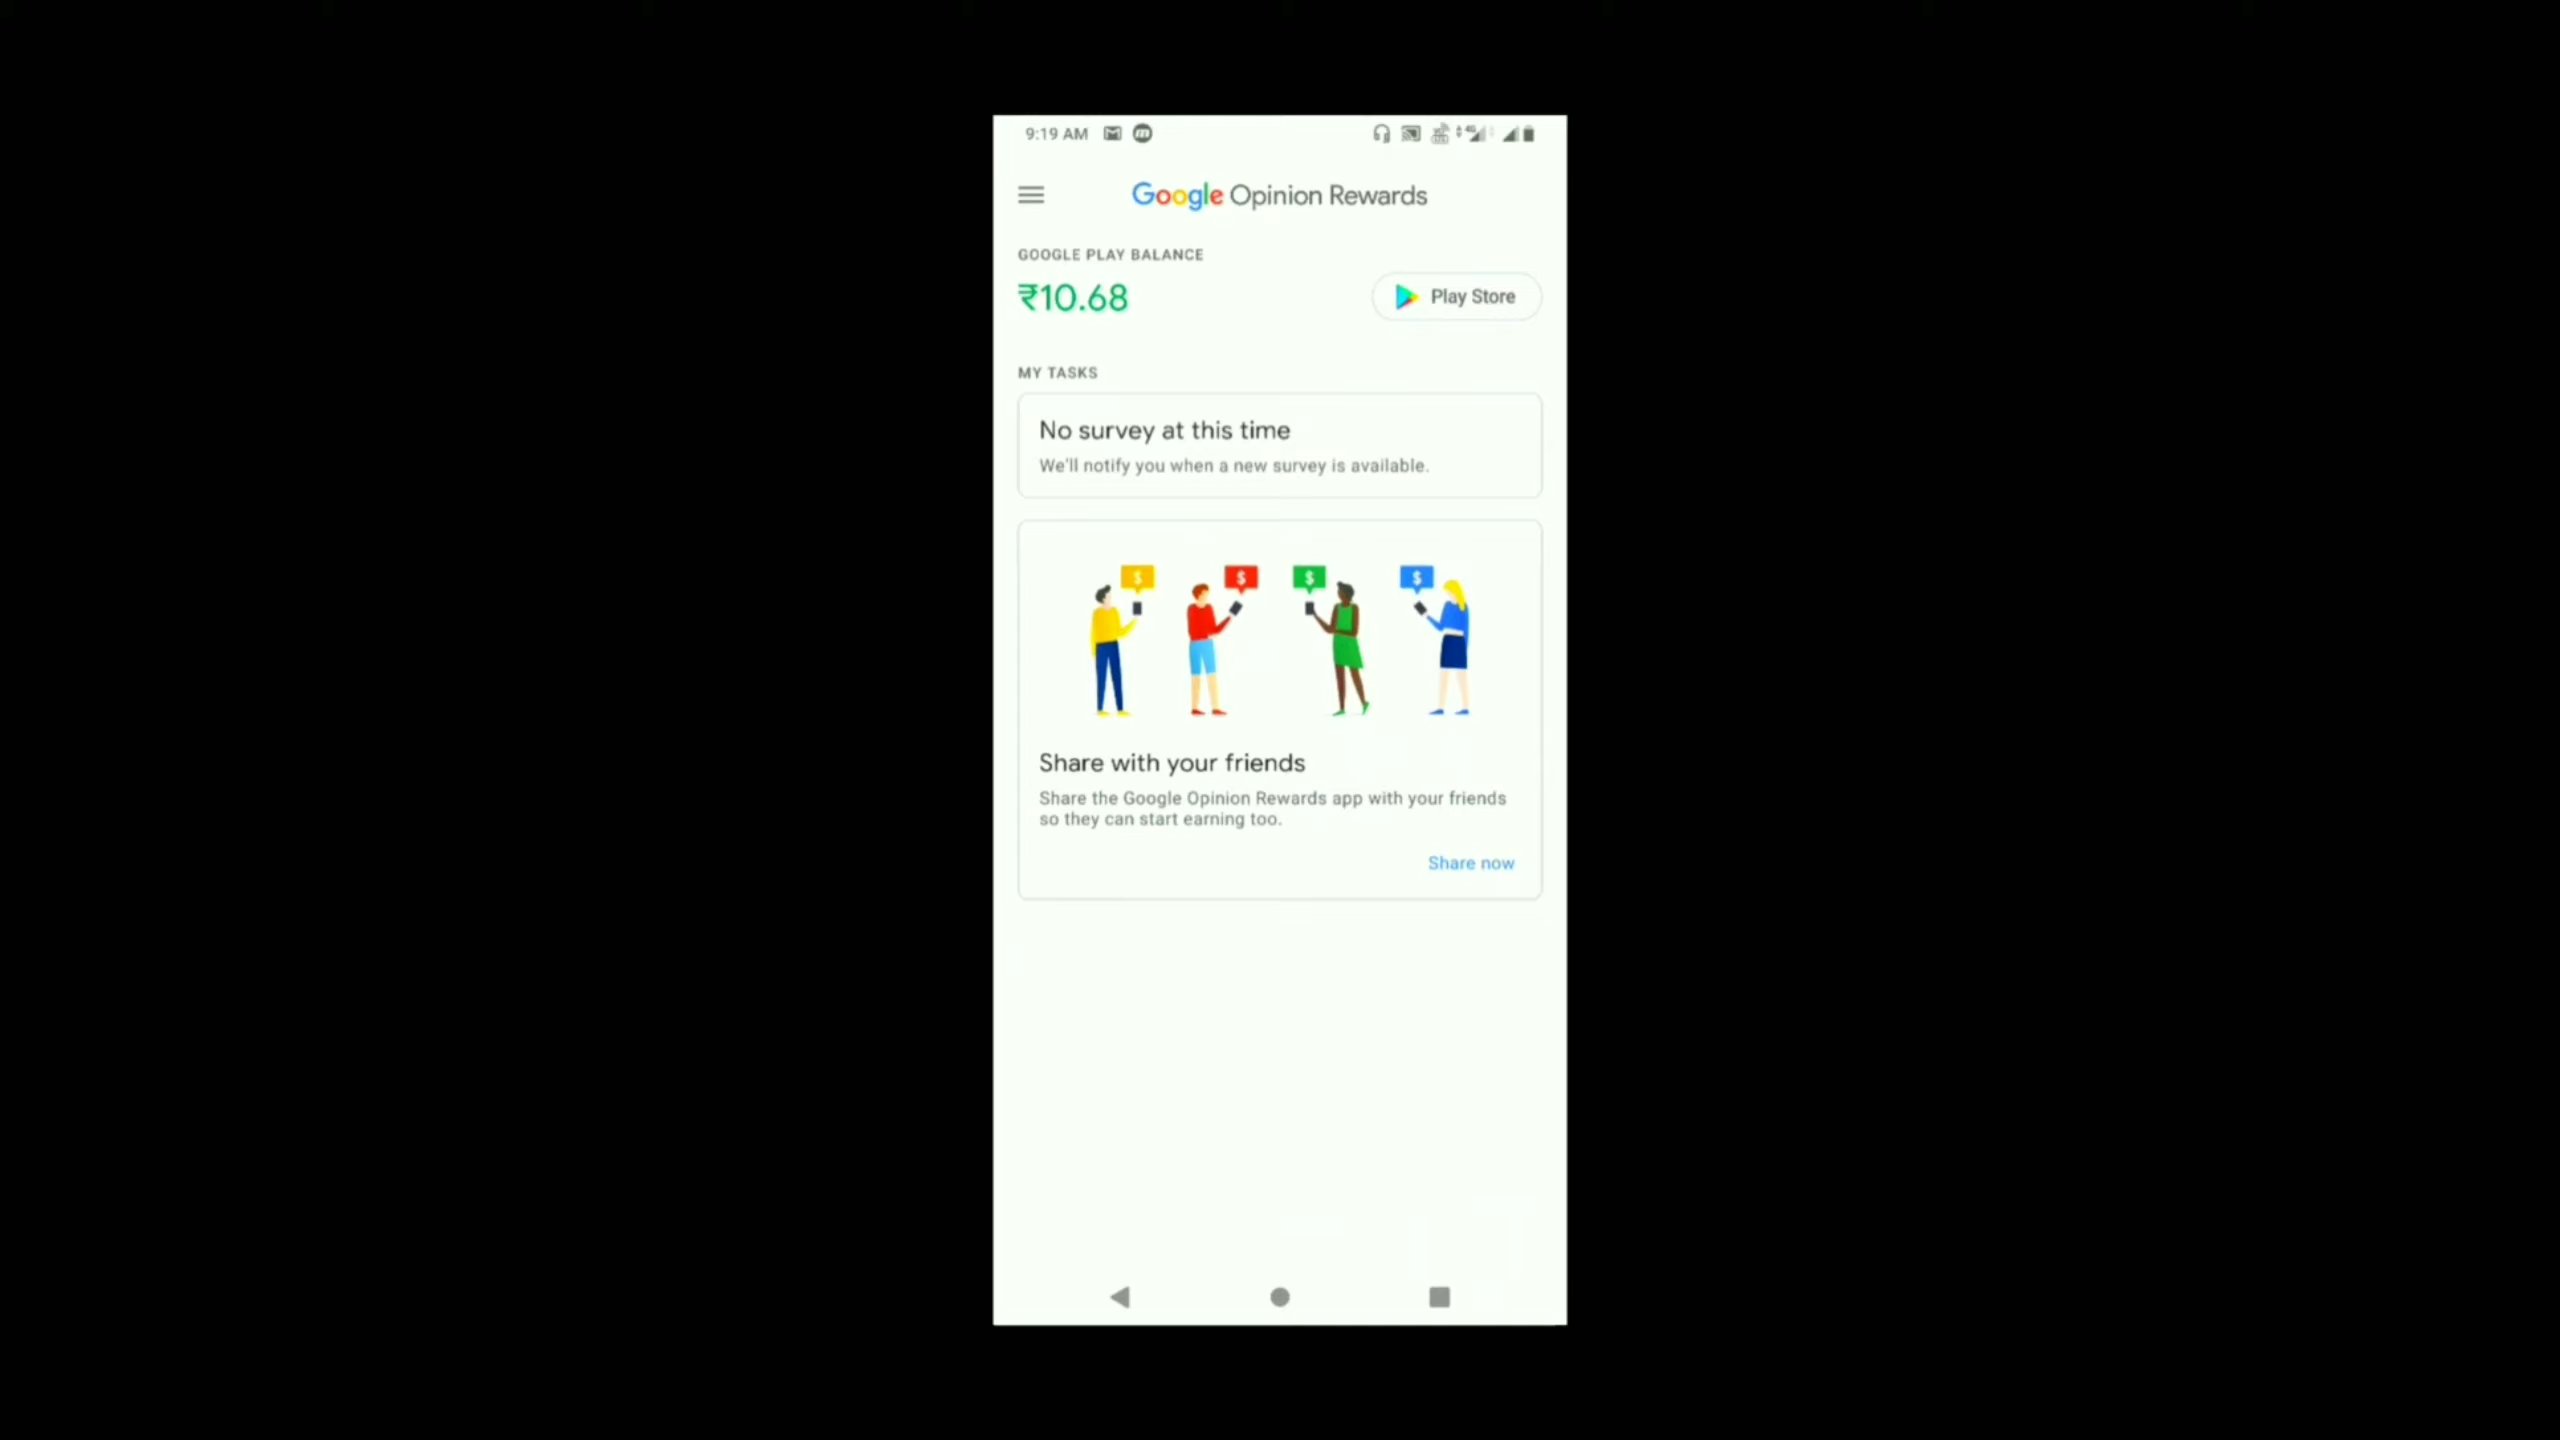 9:19 AM
Google Opinion Rewards
GOOGLE PLAY BALANCE
₹10.68
Play Store
MY TASKS
No survey at this time
We'll notify you when a new survey is available.
$ $ $ $
Share with your friends
Share the Google Opinion Rewards app with your friends
so they can start earning too.
Share now